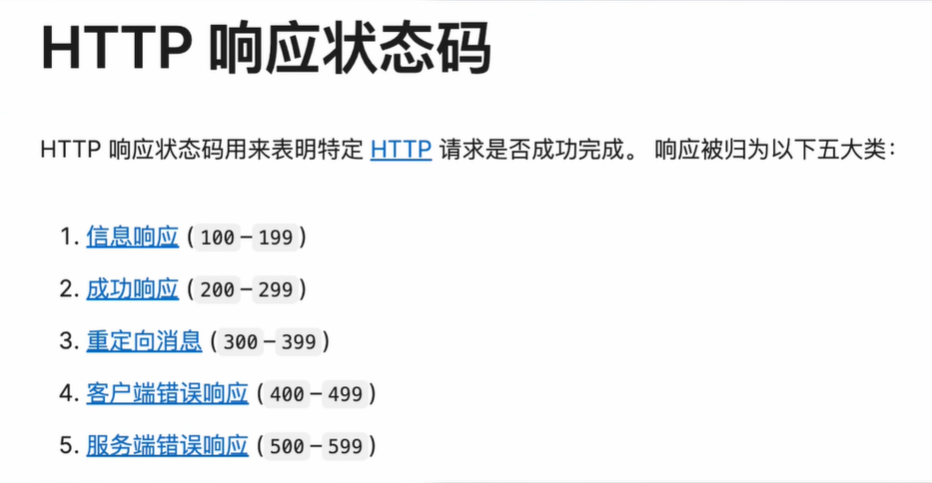 HTTP 响应状态码
HTTP 响应状态码用来表明特定 HTTP 请求是否成功完成。 响应被归为以下五大类：
1. 信息响应 (100–199)
2. 成功响应 (200–299)
3. 重定向消息 (300–399)
4. 客户端错误响应 (400–499)
5. 服务端错误响应 (500–599)